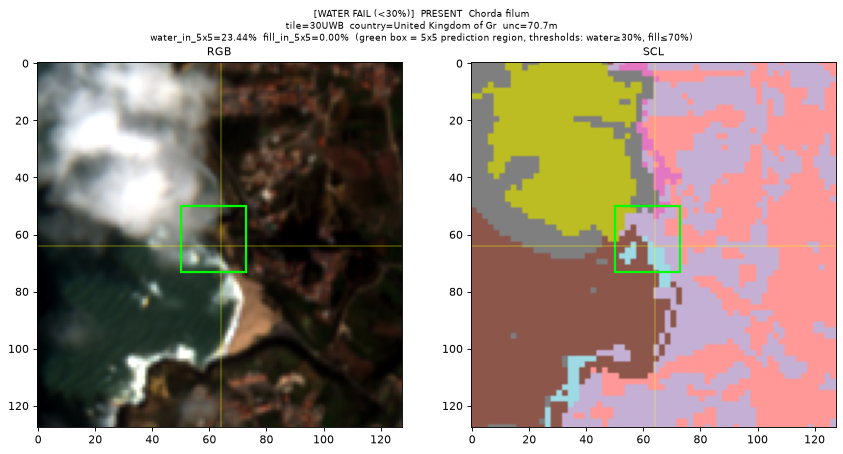 [WATER FAIL (<30%)]  PRESENT  Chorda filum
tile=30UWB  country=United Kingdom of Gr  unc=70.7m
water_in_5x5=23.44%  fill_in_5x5=0.00%  (green box = 5x5 prediction region, thresholds: water≥30%, fill≤70%)
RGB
SCL
0
20
40
60
80
100
120
0 20 40 60 80 100 120
0
20
40
60
80
100
120
0 20 40 60 80 100 120